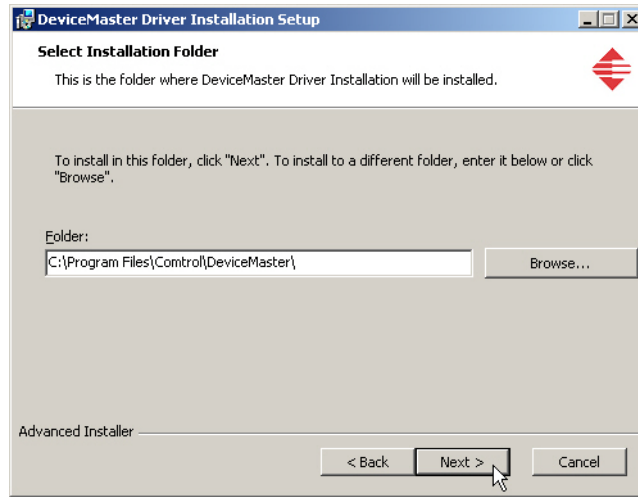 DeviceMaster Driver Installation Setup
Select Installation Folder
This is the folder where DeviceMaster Driver Installation will be installed.
To install in this folder, click "Next". To install to a different folder, enter it below or click
"Browse".
Folder:
C:\Program Files\Comtrol\DeviceMaster\
Browse...
Advanced Installer
< Back
Next >
Cancel